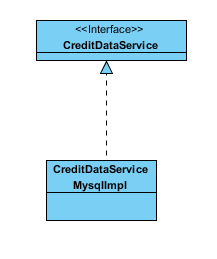 <<Interface>>
CreditDataService
CreditDataService
MysqlImpl